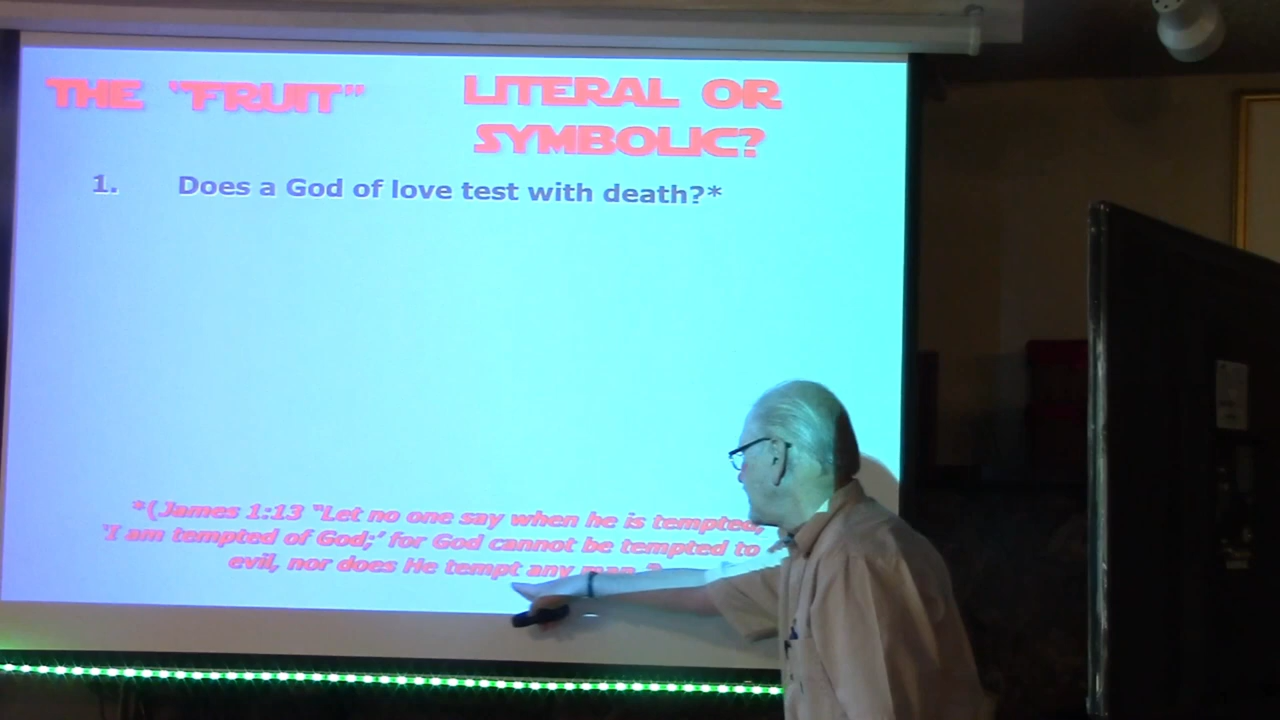 THE "FRUIT" LITERAL OR
SYMBOLIC?
1. Does a God of love test with death?*
*(James 1:13 "Let no one say when he is tempted,
'I am tempted of God;' for God cannot be tempted to
evil, nor does He tempt any man